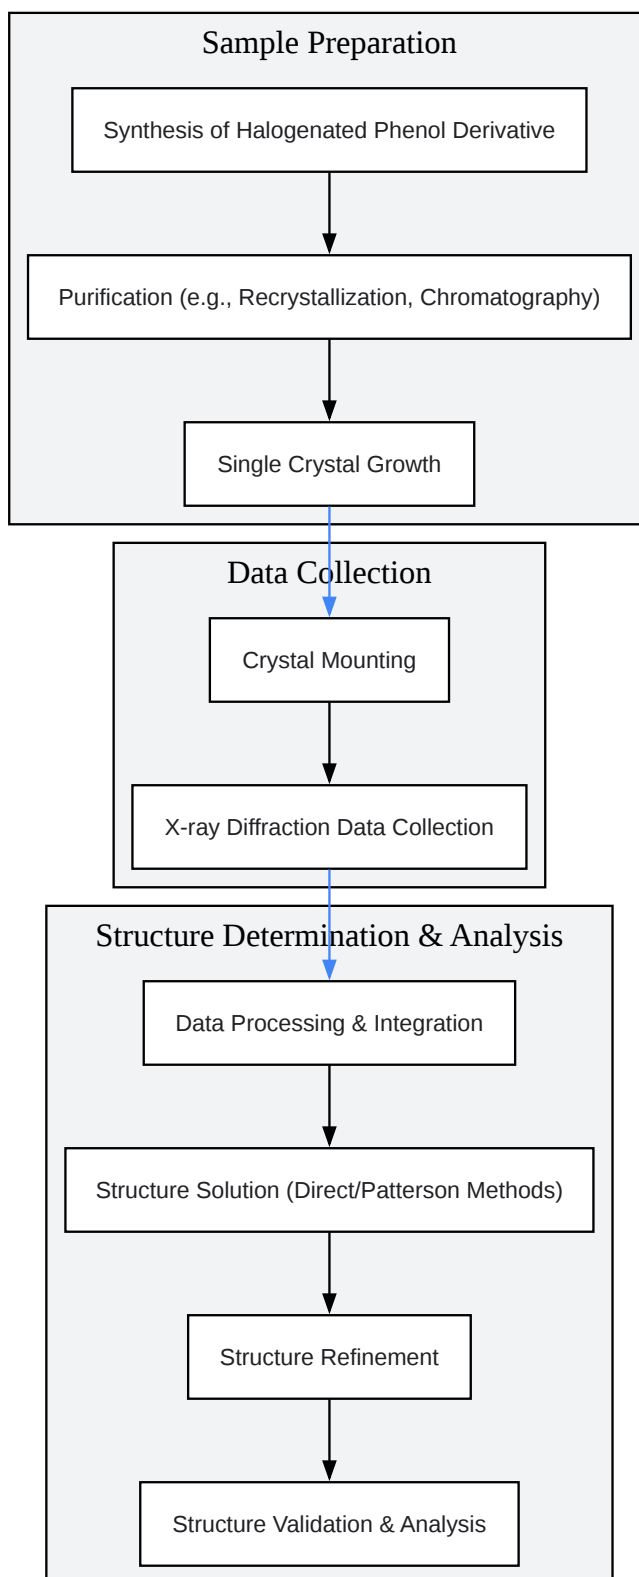 Sample Preparation
Synthesis of Halogenated Phenol Derivative
Purification (e.g., Recrystallization, Chromatography)
Single Crystal Growth
Data Collection
Crystal Mounting
X-ray Diffraction Data Collection
Structure Determination & Analysis
Data Processing & Integration
Structure Solution (Direct/Patterson Methods)
Structure Refinement
Structure Validation & Analysis